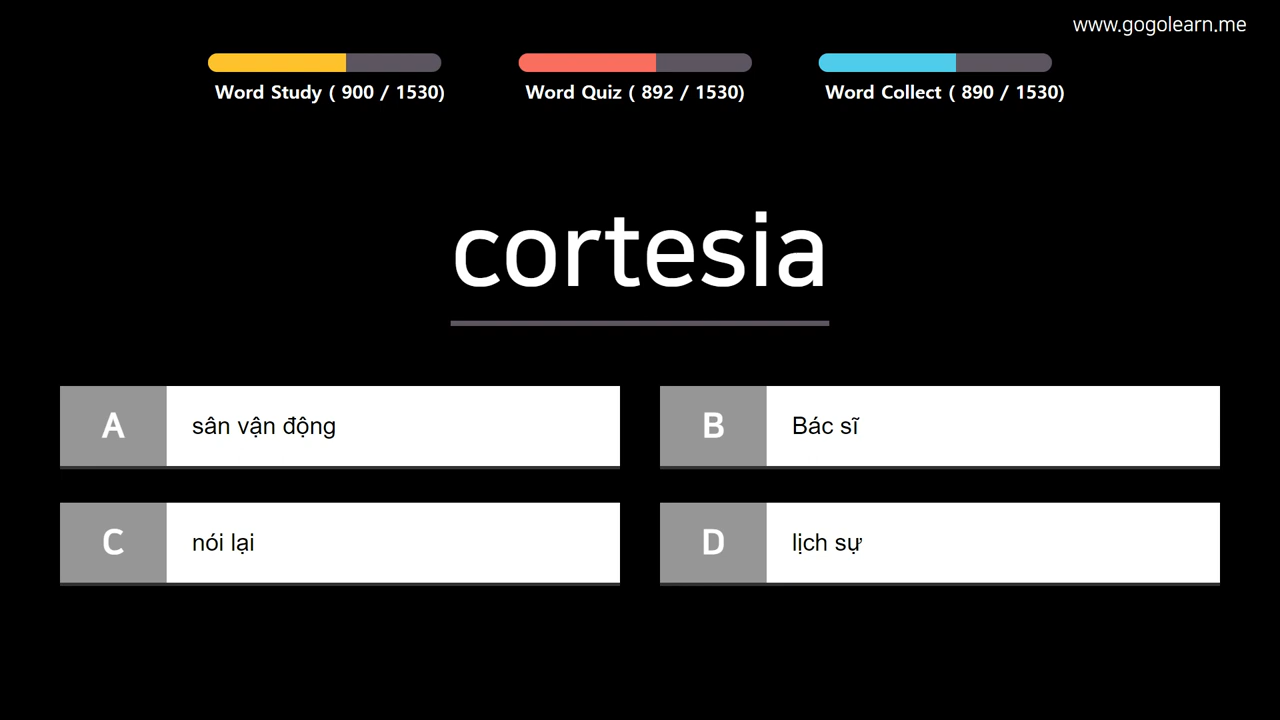 www.gogolearn.me
Word Study ( 900 / 1530)
Word Quiz ( 892 / 1530)
Word Collect ( 890 / 1530)
cortesia
A
sân vận động
B
Bác sĩ
C
nói lại
D
lịch sự